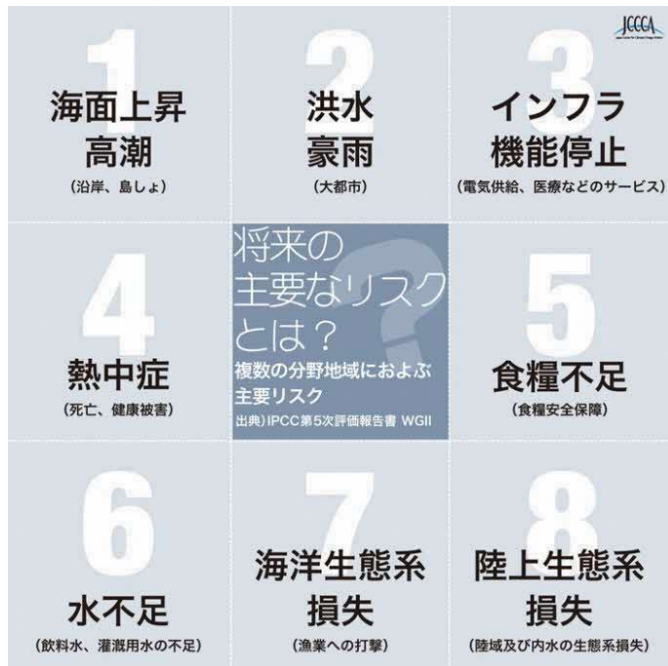 JCCCA
1
海面上昇
高潮
(沿岸、島しょ)
2
洪水
豪雨
(大都市)
3
インフラ
機能停止
(電気供給、医療などのサービス)
4
熱中症
(死亡、健康被害)
?
将来の
主要なリスク
とは？
複数の分野地域におよぶ
主要リスク
出典）IPCC第5次評価報告書 WGII
5
食糧不足
(食糧安全保障)
6
水不足
(飲料水、灌漑用水の不足)
7
海洋生態系
損失
(漁業への打撃)
8
陸上生態系
損失
(陸域及び内水の生態系損失)